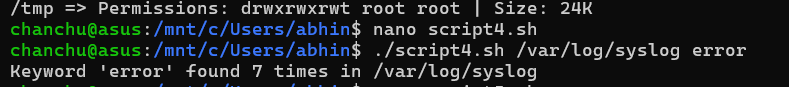 /tmp => Permissions: drwxrwxrwt root root | Size: 24K
chanchu@asus:/mnt/c/Users/abhin$ nano script4.sh
chanchu@asus:/mnt/c/Users/abhin$ ./script4.sh /var/log/syslog error
Keyword 'error' found 7 times in /var/log/syslog